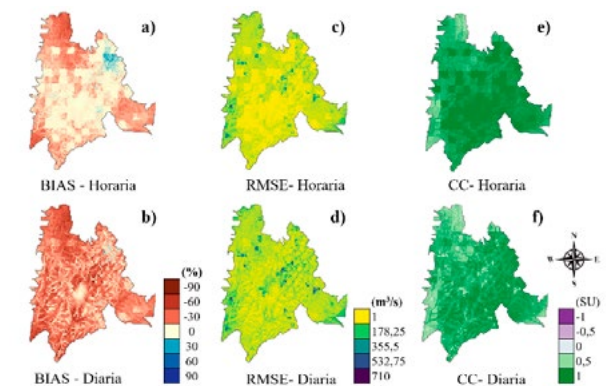 a)
c)
e)
BIAS - Horaria
RMSE- Horaria
CC- Horaria
b)
d)
f)
N
W
E
S
(%)
-90
-60
-30
0
30
60
90
(m³/s)
1
178,25
355,5
532,75
710
(SU)
-1
-0,5
0
0,5
1
BIAS - Diaria
RMSE- Diaria
CC- Diaria